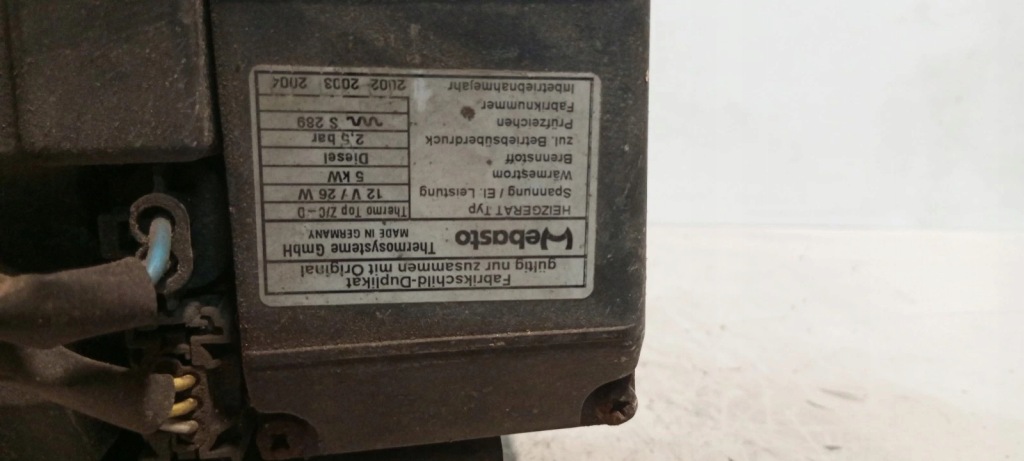 Fabrikschild-Duplikat
gültig nur zusammen mit Original
Webasto Thermosysteme GmbH
MADE IN GERMANY
HEIZGERÄT Typ Thermo Top Z/C-D
Spannung / El. Leistung 12 V / 26 W
Wärmestrom 5 kW
Brennstoff Diesel
zul. Betriebsüberdruck 2,5 bar
Prüfzeichen S 289
Fabriknummer
Inbetriebnahmejahr 2002 2003 2004